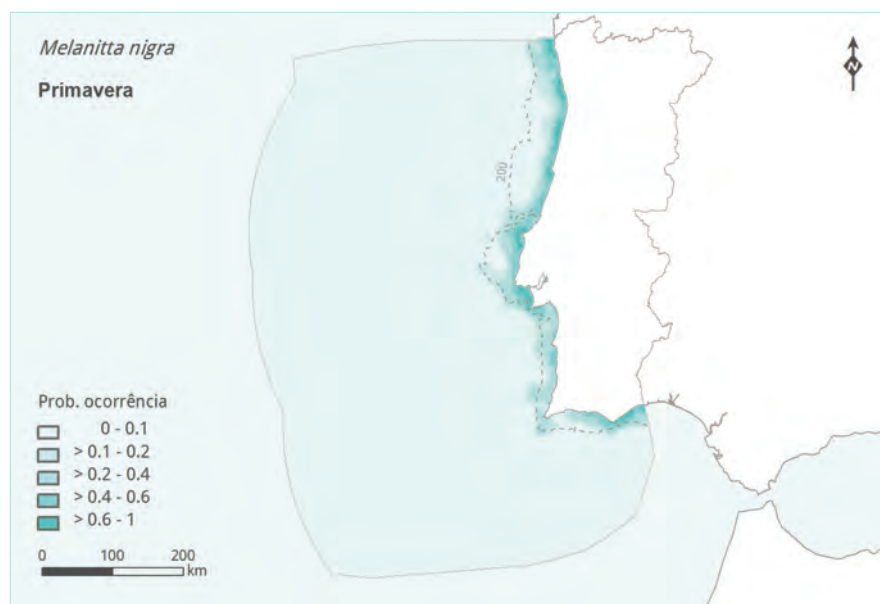 Melanitta nigra
Primavera
N
200
Prob. ocorrência
0 - 0.1
> 0.1 - 0.2
> 0.2 - 0.4
> 0.4 - 0.6
> 0.6 - 1
0 100 200
km